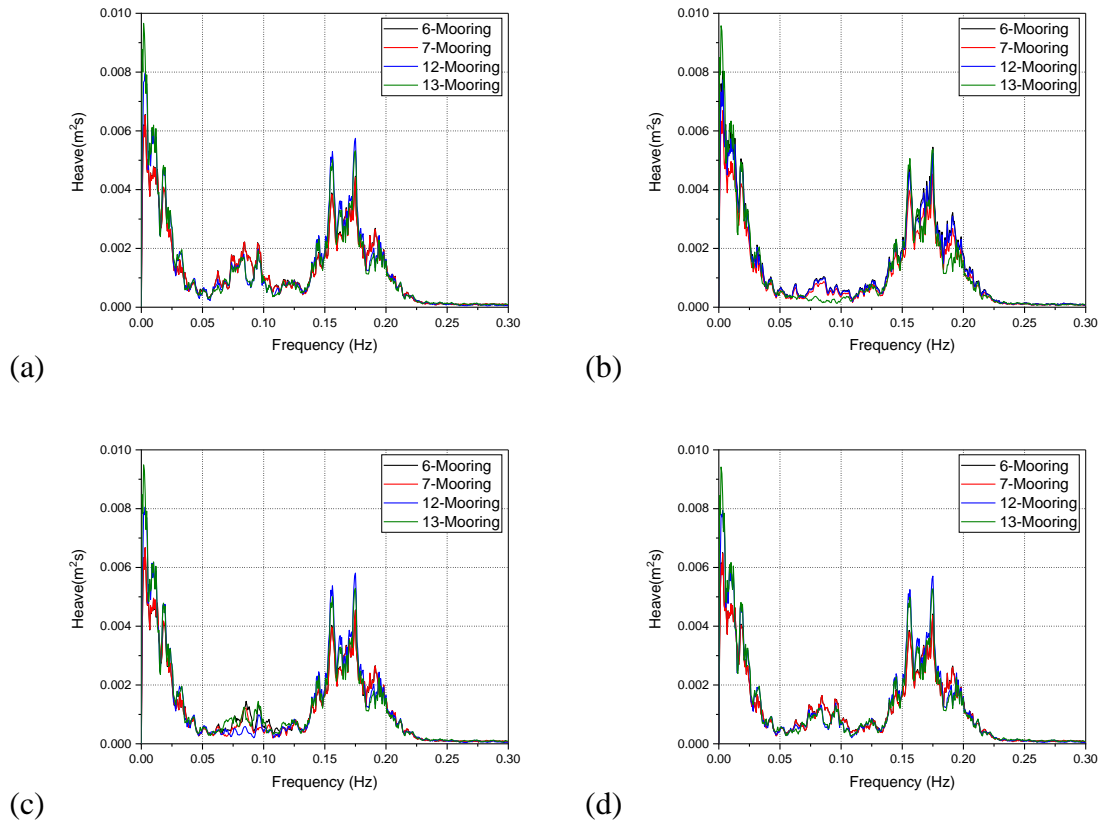 0.010
0.008
0.006
0.004
0.002
0.000
Heave(m²s)
6-Mooring
7-Mooring
12-Mooring
13-Mooring
0.00 0.05 0.10 0.15 0.20 0.25 0.30
Frequency (Hz)
(a)
0.010
0.008
0.006
0.004
0.002
0.000
Heave(m²s)
6-Mooring
7-Mooring
12-Mooring
13-Mooring
0.00 0.05 0.10 0.15 0.20 0.25 0.30
Frequency (Hz)
(b)
0.010
0.008
0.006
0.004
0.002
0.000
Heave(m²s)
6-Mooring
7-Mooring
12-Mooring
13-Mooring
0.00 0.05 0.10 0.15 0.20 0.25 0.30
Frequency (Hz)
(c)
0.010
0.008
0.006
0.004
0.002
0.000
Heave(m²s)
6-Mooring
7-Mooring
12-Mooring
13-Mooring
0.00 0.05 0.10 0.15 0.20 0.25 0.30
Frequency (Hz)
(d)